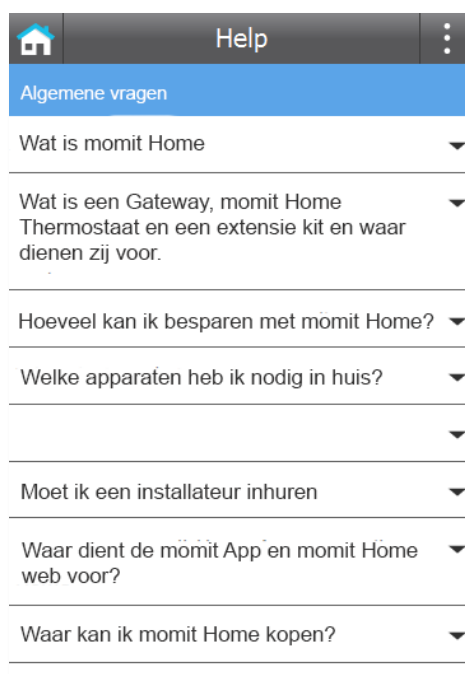 Help
Algemene vragen
Wat is momit Home
Wat is een Gateway, momit Home
Thermostaat en een extensie kit en waar
dienen zij voor.
Hoeveel kan ik besparen met momit Home?
Welke apparaten heb ik nodig in huis?
Moet ik een installateur inhuren
Waar dient de momit App en momit Home
web voor?
Waar kan ik momit Home kopen?